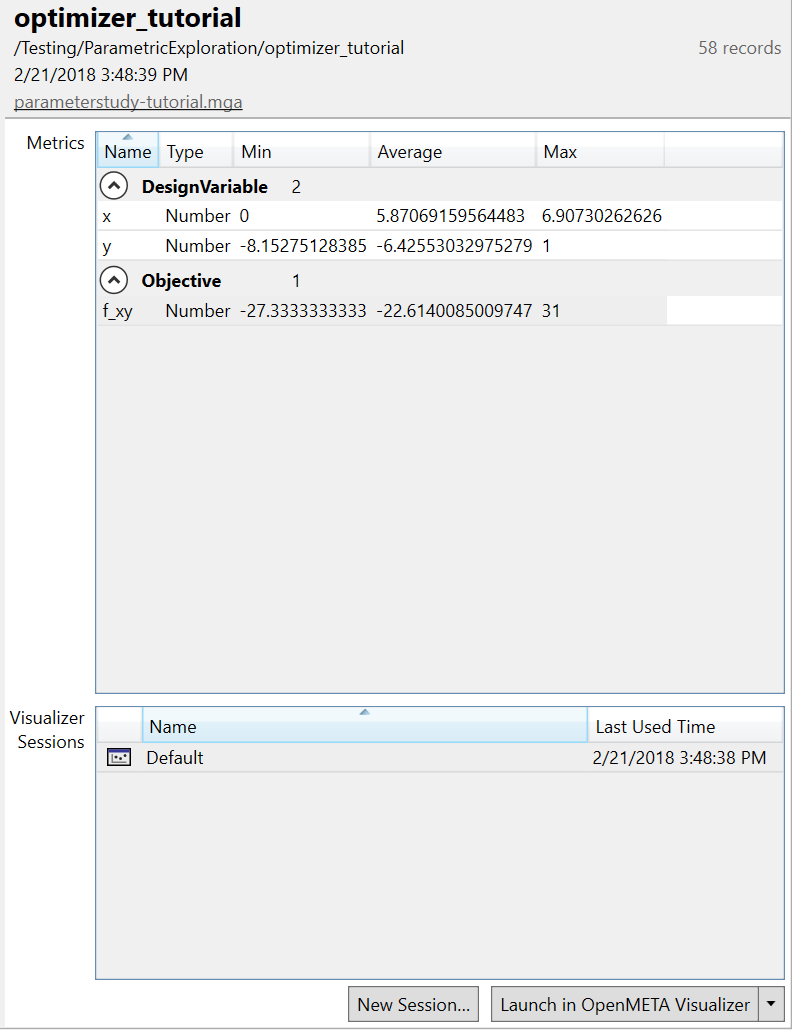 optimizer_tutorial
/Testing/ParametricExploration/optimizer_tutorial 58 records
2/21/2018 3:48:39 PM
parameterstudy-tutorial.mga
Metrics
Name Type Min Average Max
DesignVariable 2
x Number 0 5.87069159564483 6.90730262626
y Number -8.15275128385 -6.42553032975279 1
Objective 1
f_xy Number -27.3333333333 -22.6140085009747 31
Visualizer Sessions
Name Last Used Time
Default 2/21/2018 3:48:38 PM
New Session... Launch in OpenMETA Visualizer